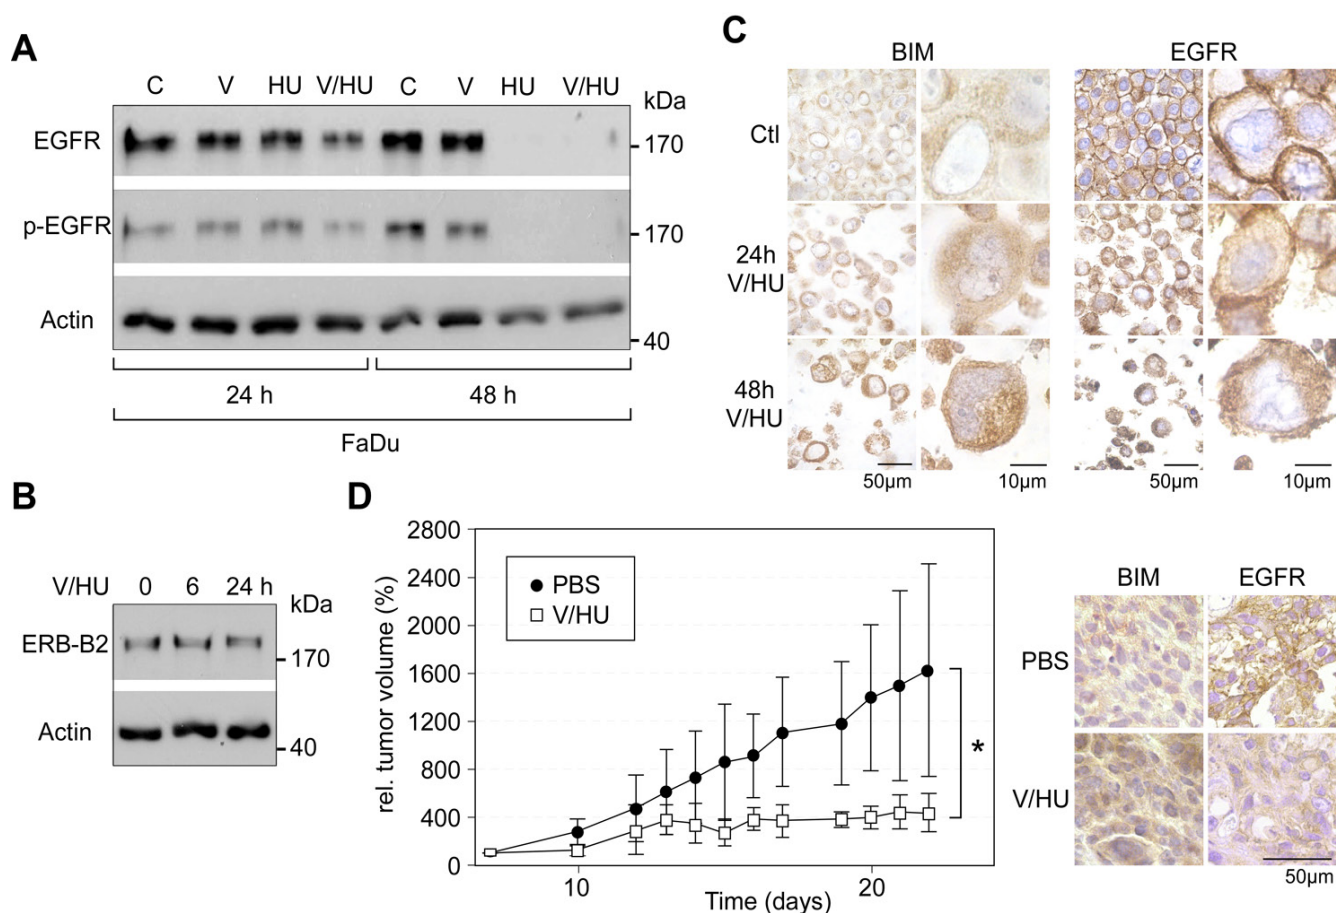 A
C V HU V/HU C V HU V/HU
kDa
EGFR
170
p-EGFR
170
Actin
40
24 h 48 h
FaDu
B
V/HU 0 6 24 h
kDa
ERB-B2
170
Actin
40
C
BIM EGFR
Ctl
24h
V/HU
48h
V/HU
50μm 10μm 50μm 10μm
D
2800
2400
2000
1600
1200
800
400
0
rel. tumor volume (%)
PBS
V/HU
*
10 20
Time (days)
BIM EGFR
PBS
V/HU
50μm